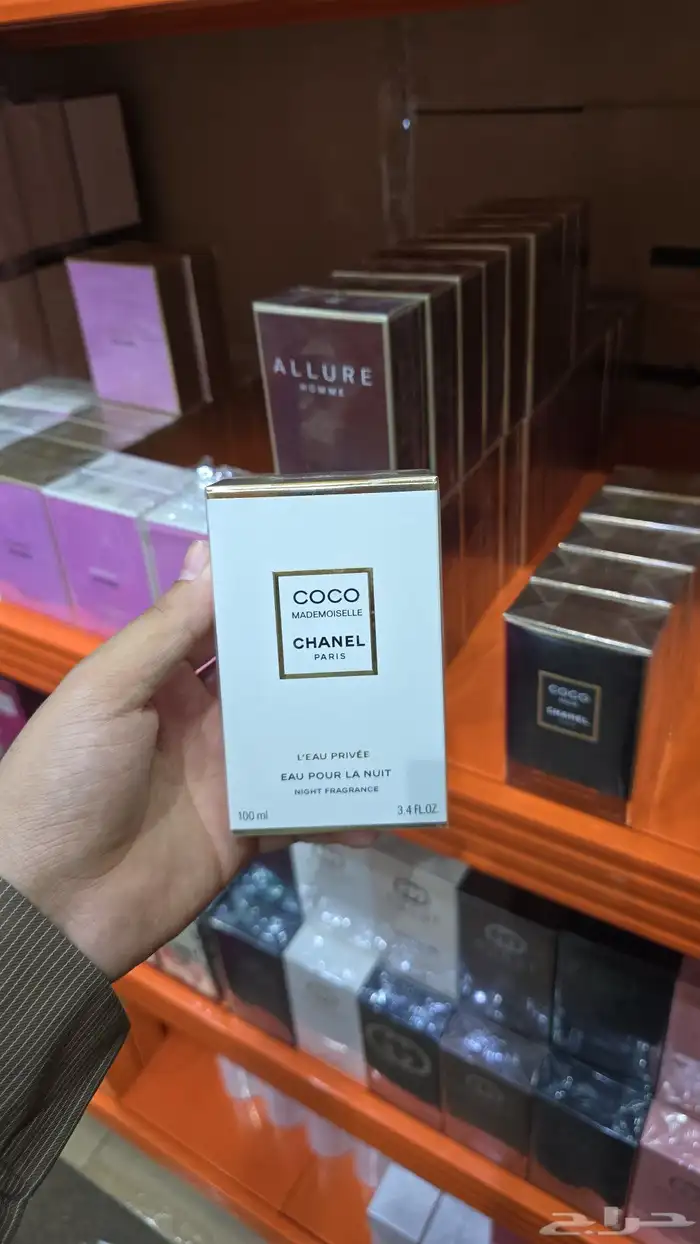 ALLURE
HOMME
COCO
MADEMOISELLE
CHANEL
PARIS
L'EAU PRIVÉE
EAU POUR LA NUIT
NIGHT FRAGRANCE
100 ml
3.4 FL.OZ.
COCO
NOIR
CHANEL
حراج